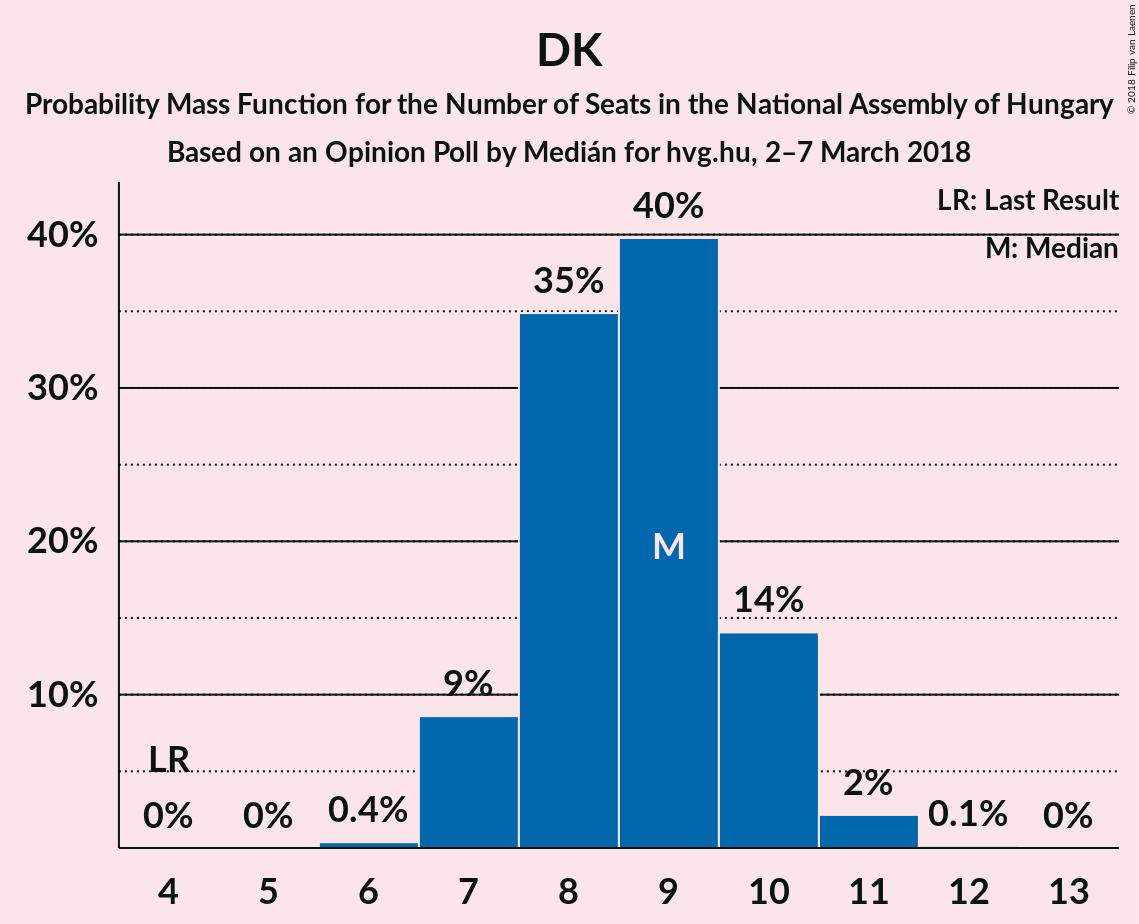 DK
Probability Mass Function for the Number of Seats in the National Assembly of Hungary
Based on an Opinion Poll by Medián for hvg.hu, 2–7 March 2018
© 2018 Filip van Laenen
LR: Last Result
M: Median
40%
30%
20%
10%
LR
0%
0%
0.4%
9%
35%
40%
M
14%
2%
0.1%
0%
4 5 6 7 8 9 10 11 12 13